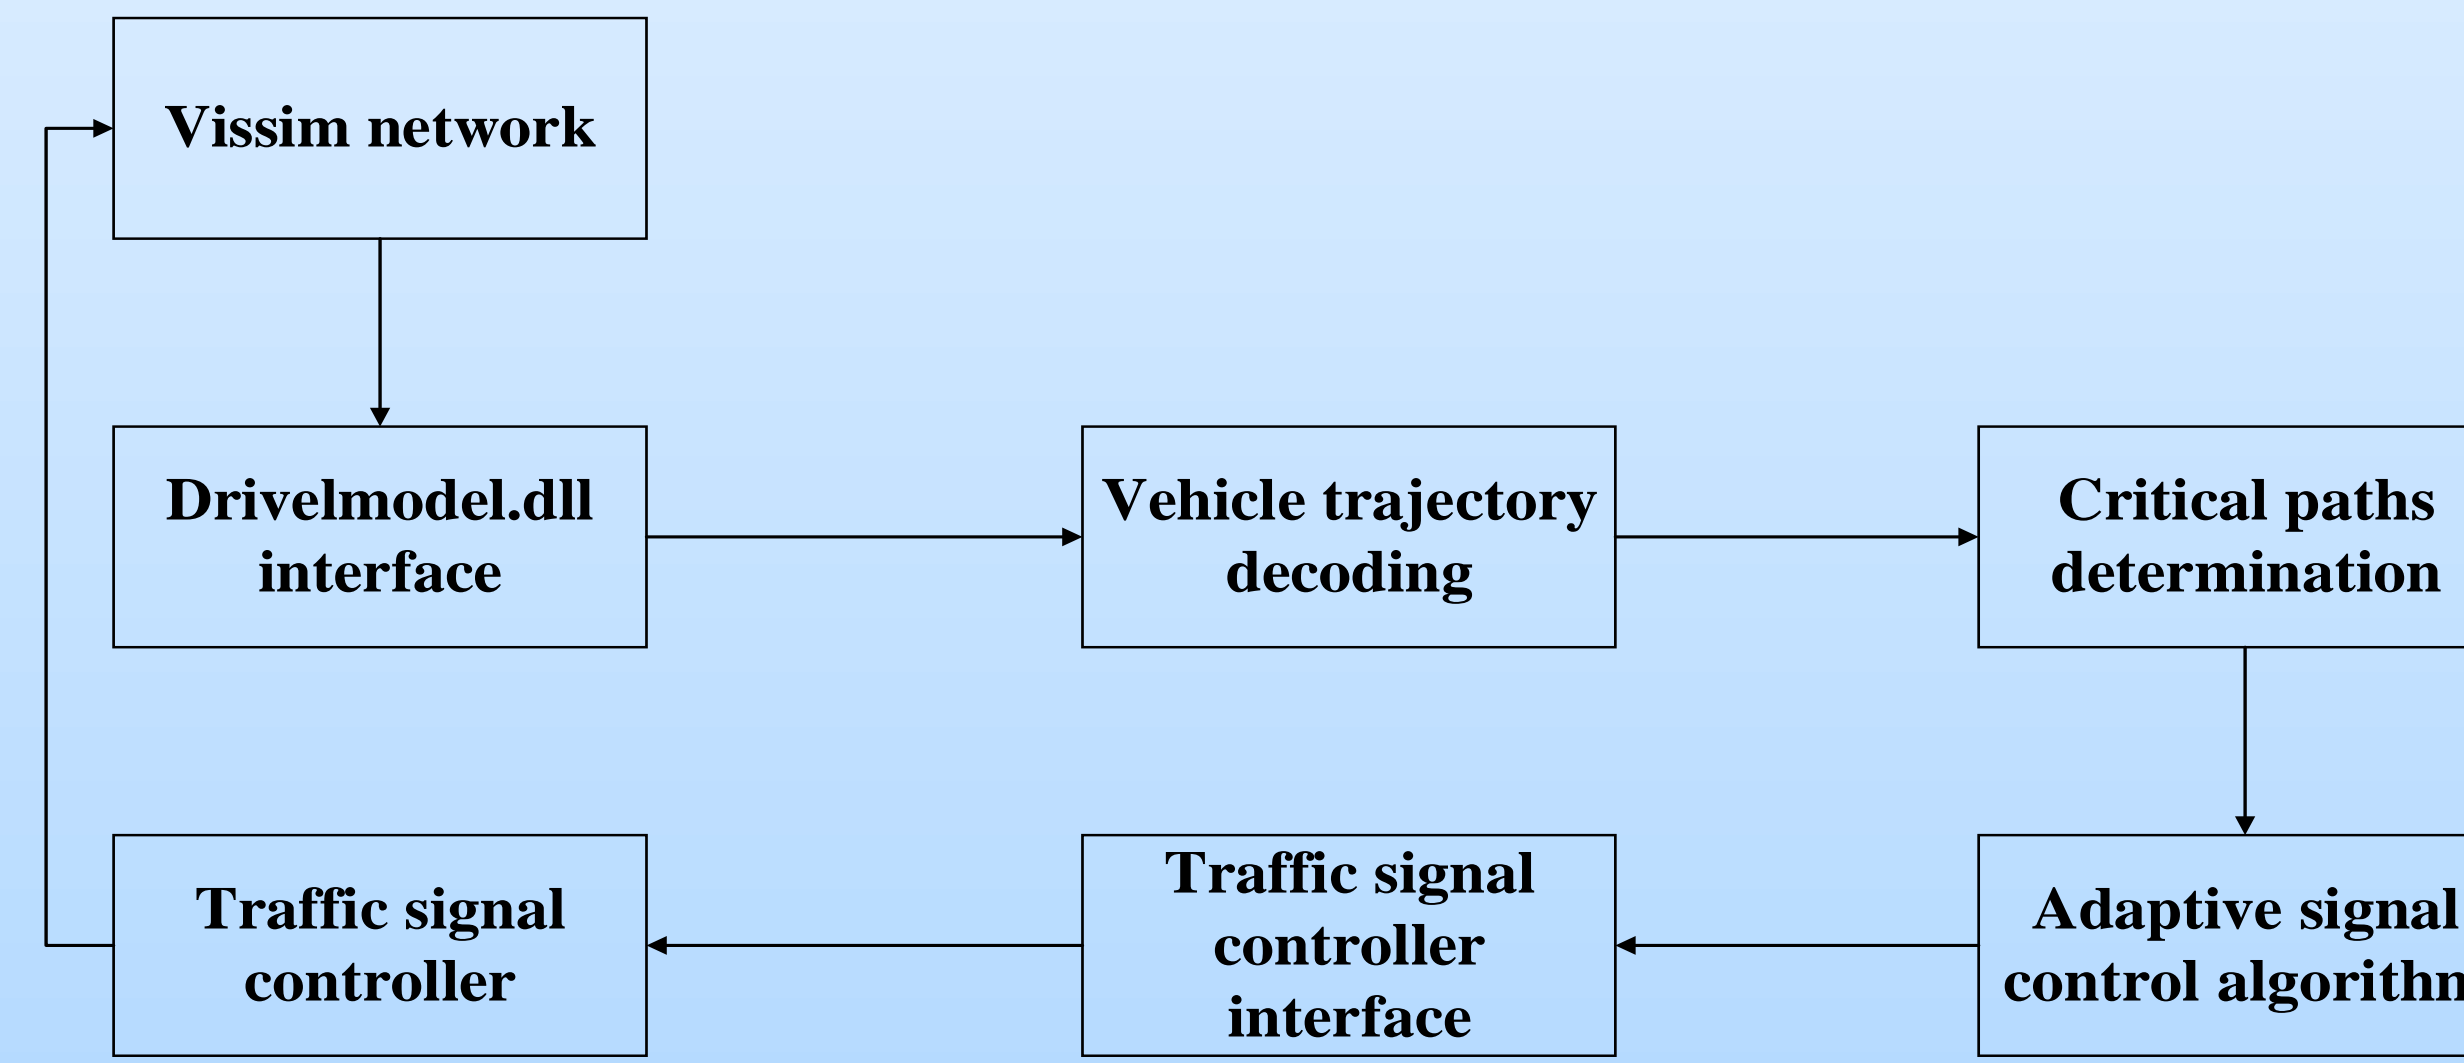 Vissim network
Drivelmodel.dll
interface
Vehicle trajectory
decoding
Critical paths
determination
Traffic signal
controller
Traffic signal
controller
interface
Adaptive signal
control algorithm